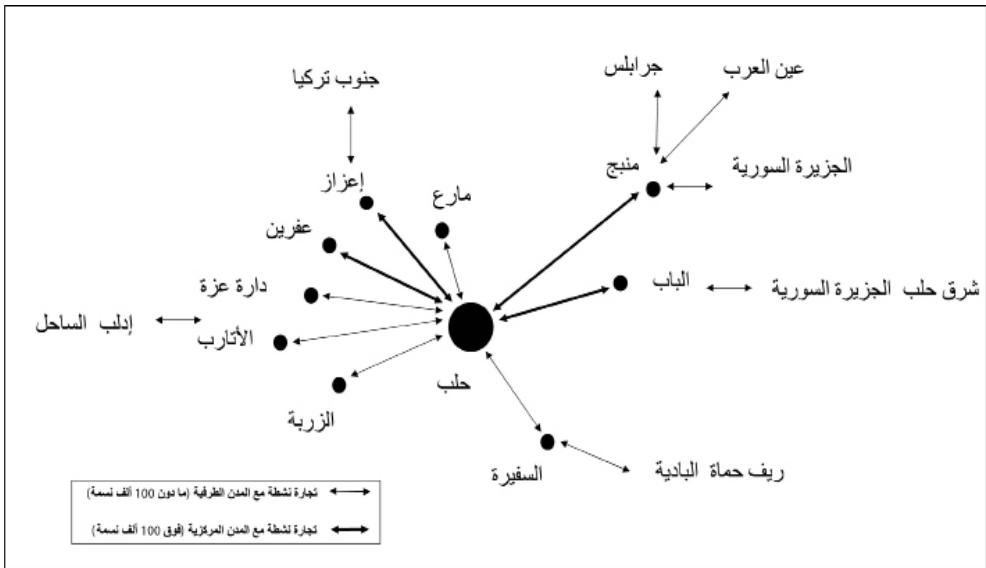 عين العرب
جرابلس
جنوب تركيا
الجزيرة السورية
منبج
إعزاز
مارع
عفرين
شرق حلب الجزيرة السورية
الباب
دارة عزة
إدلب الساحل
الأتارب
حلب
الزربة
ريف حماة البادية
السفيرة
تجارة نشطة مع المدن الطرفية (ما دون 100 ألف نسمة)
تجارة نشطة مع المدن المركزية (فوق 100 ألف نسمة)